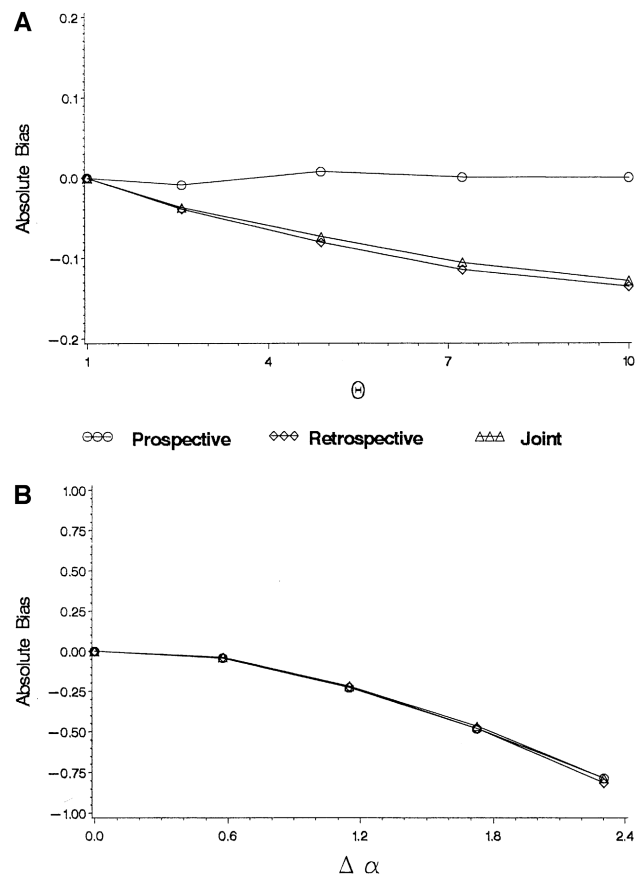 A
0.2
0.1
0.0
−0.1
−0.2
Absolute Bias
1 4 7 10
Θ
Prospective Retrospective Joint
B
1.00
0.75
0.50
0.25
0.00
−0.25
−0.50
−0.75
−1.00
Absolute Bias
0.0 0.6 1.2 1.8 2.4
Δ α